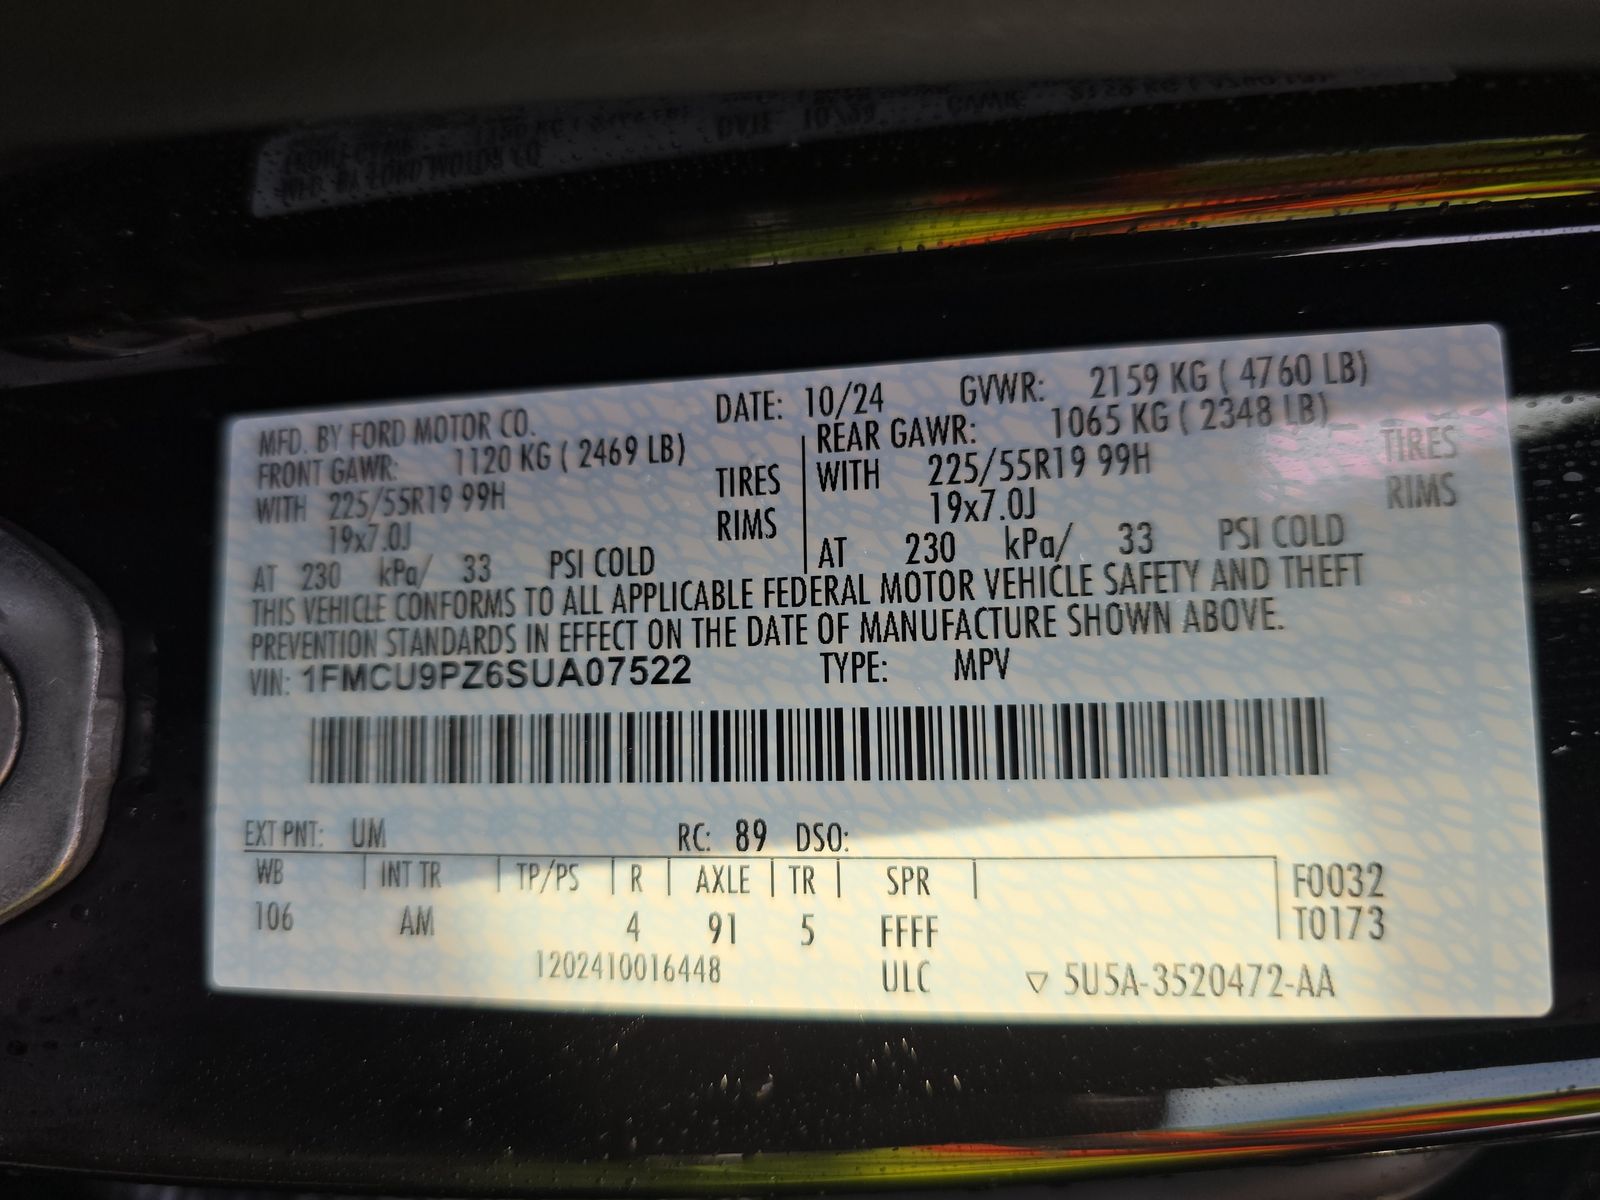 MFD. BY FORD MOTOR CO. DATE: 10/24 GVWR: 2159 KG ( 4760 LB)
FRONT GAWR: 1120 KG ( 2469 LB) REAR GAWR: 1065 KG ( 2348 LB)
WITH 225/55R19 99H TIRES WITH 225/55R19 99H TIRES
19x7.0J RIMS 19x7.0J RIMS
AT 230 kPa/ 33 PSI COLD AT 230 kPa/ 33 PSI COLD
THIS VEHICLE CONFORMS TO ALL APPLICABLE FEDERAL MOTOR VEHICLE SAFETY AND THEFT
PREVENTION STANDARDS IN EFFECT ON THE DATE OF MANUFACTURE SHOWN ABOVE.
VIN: 1FMCU9PZ6SUA07522 TYPE: MPV
EXT PNT: UM RC: 89 DSO:
WB INT TR TP/PS R AXLE TR SPR F0032
106 AM 4 91 5 FFFF T0173
1202410016448 ULC ▽ 5U5A-3520472-AA